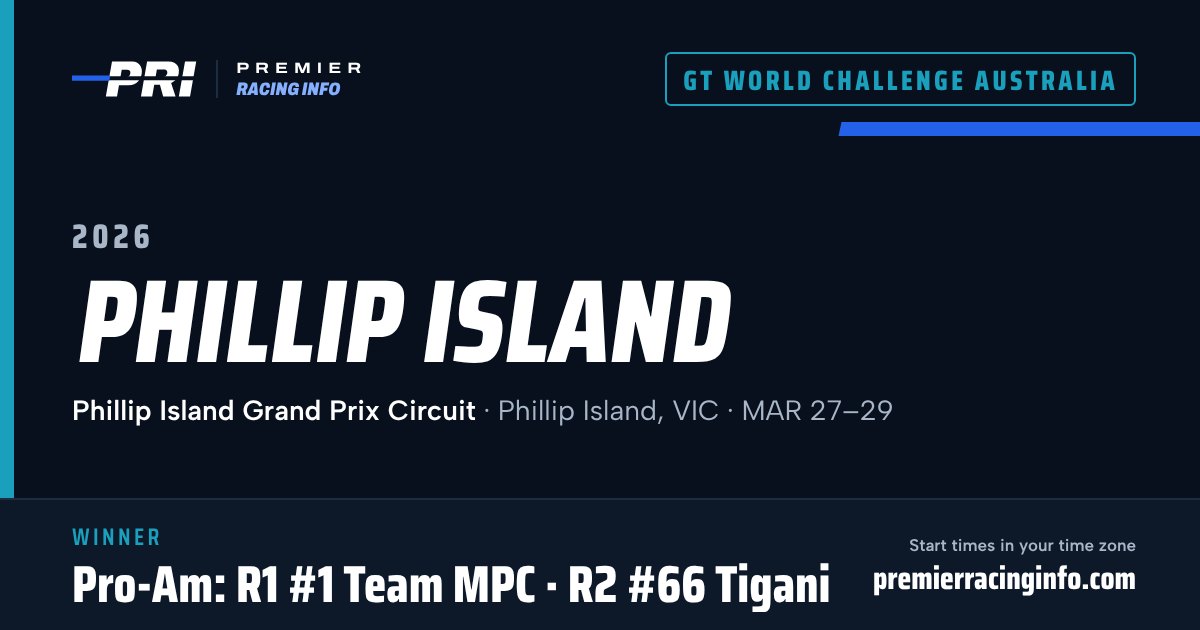 PRI
PREMIER
RACING INFO
GT WORLD CHALLENGE AUSTRALIA
2026
PHILLIP ISLAND
Phillip Island Grand Prix Circuit · Phillip Island, VIC · MAR 27–29
WINNER
Pro-Am: R1 #1 Team MPC · R2 #66 Tigani
Start times in your time zone
premierracinginfo.com